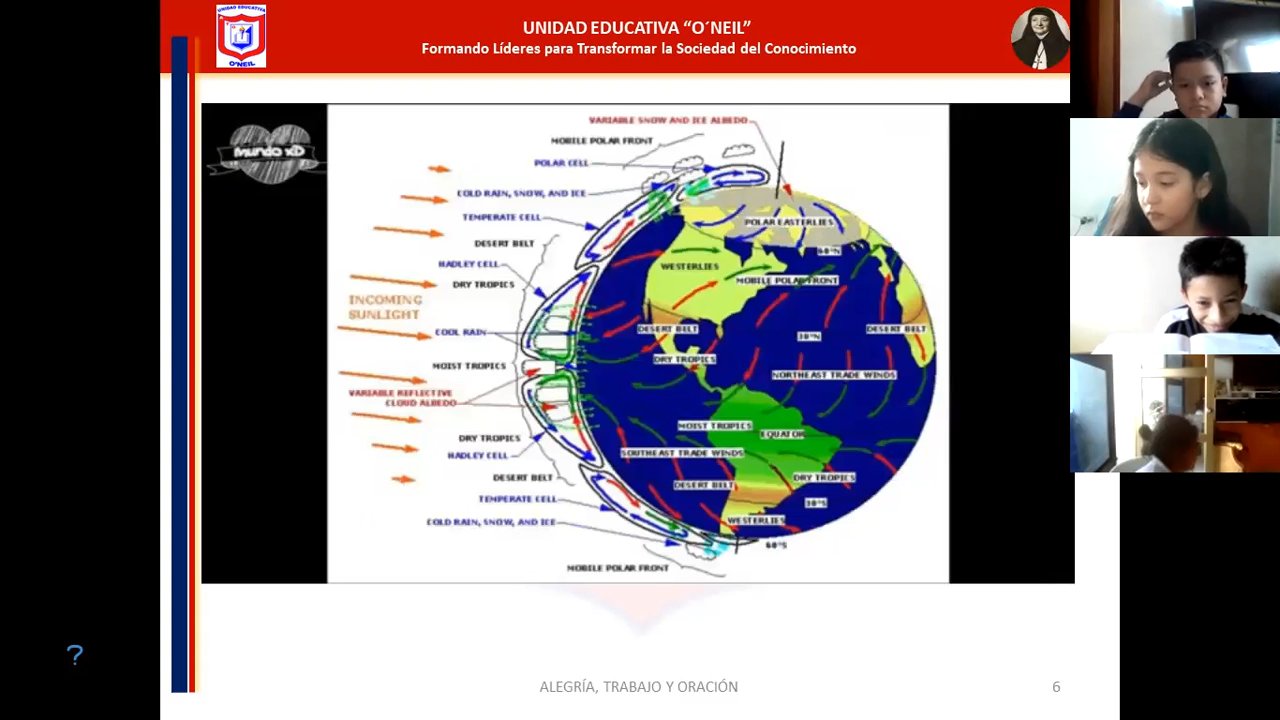 UNIDAD EDUCATIVA
O'NEIL
UNIDAD EDUCATIVA “O´NEIL”
Formando Líderes para Transformar la Sociedad del Conocimiento
mundo xD
VARIABLE SNOW AND ICE ALBEDO
MOBILE POLAR FRONT
POLAR CELL
COLD RAIN, SNOW, AND ICE
TEMPERATE CELL
DESERT BELT
HADLEY CELL
DRY TROPICS
INCOMING
SUNLIGHT
COOL RAIN
MOIST TROPICS
VARIABLE REFLECTIVE
CLOUD ALBEDO
DRY TROPICS
HADLEY CELL
DESERT BELT
TEMPERATE CELL
COLD RAIN, SNOW, AND ICE
MOBILE POLAR FRONT
POLAR EASTERLIES
60°N
WESTERLIES
MOBILE POLAR FRONT
DESERT BELT
30°N
DESERT BELT
DRY TROPICS
NORTHEAST TRADE WINDS
MOIST TROPICS
EQUATOR
SOUTHEAST TRADE WINDS
DESERT BELT
DRY TROPICS
30°S
WESTERLIES
60°S
?
ALEGRÍA, TRABAJO Y ORACIÓN
6